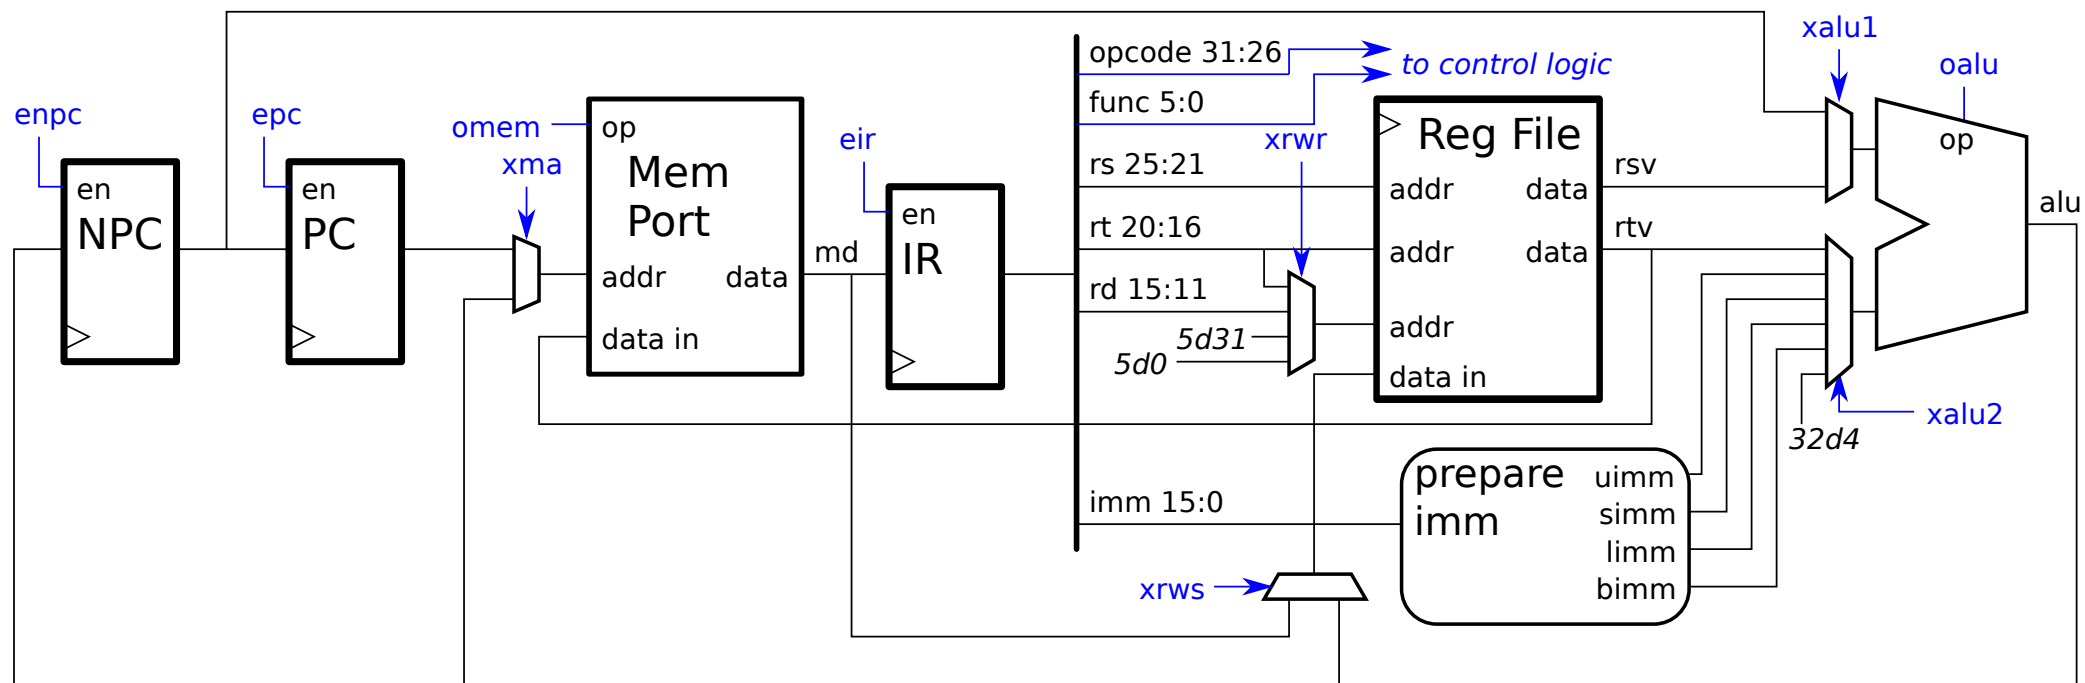 enpc
en
NPC
epc
en
PC
omem
xma
op
Mem
Port
addr
data
data in
md
eir
en
IR
opcode 31:26
to control logic
func 5:0
rs 25:21
rt 20:16
rd 15:11
5d31
5d0
imm 15:0
xrwr
Reg File
addr
data
addr
data
addr
data in
rsv
rtv
xrws
prepare
imm
uimm
simm
limm
bimm
xalu1
oalu
op
alu
xalu2
32d4